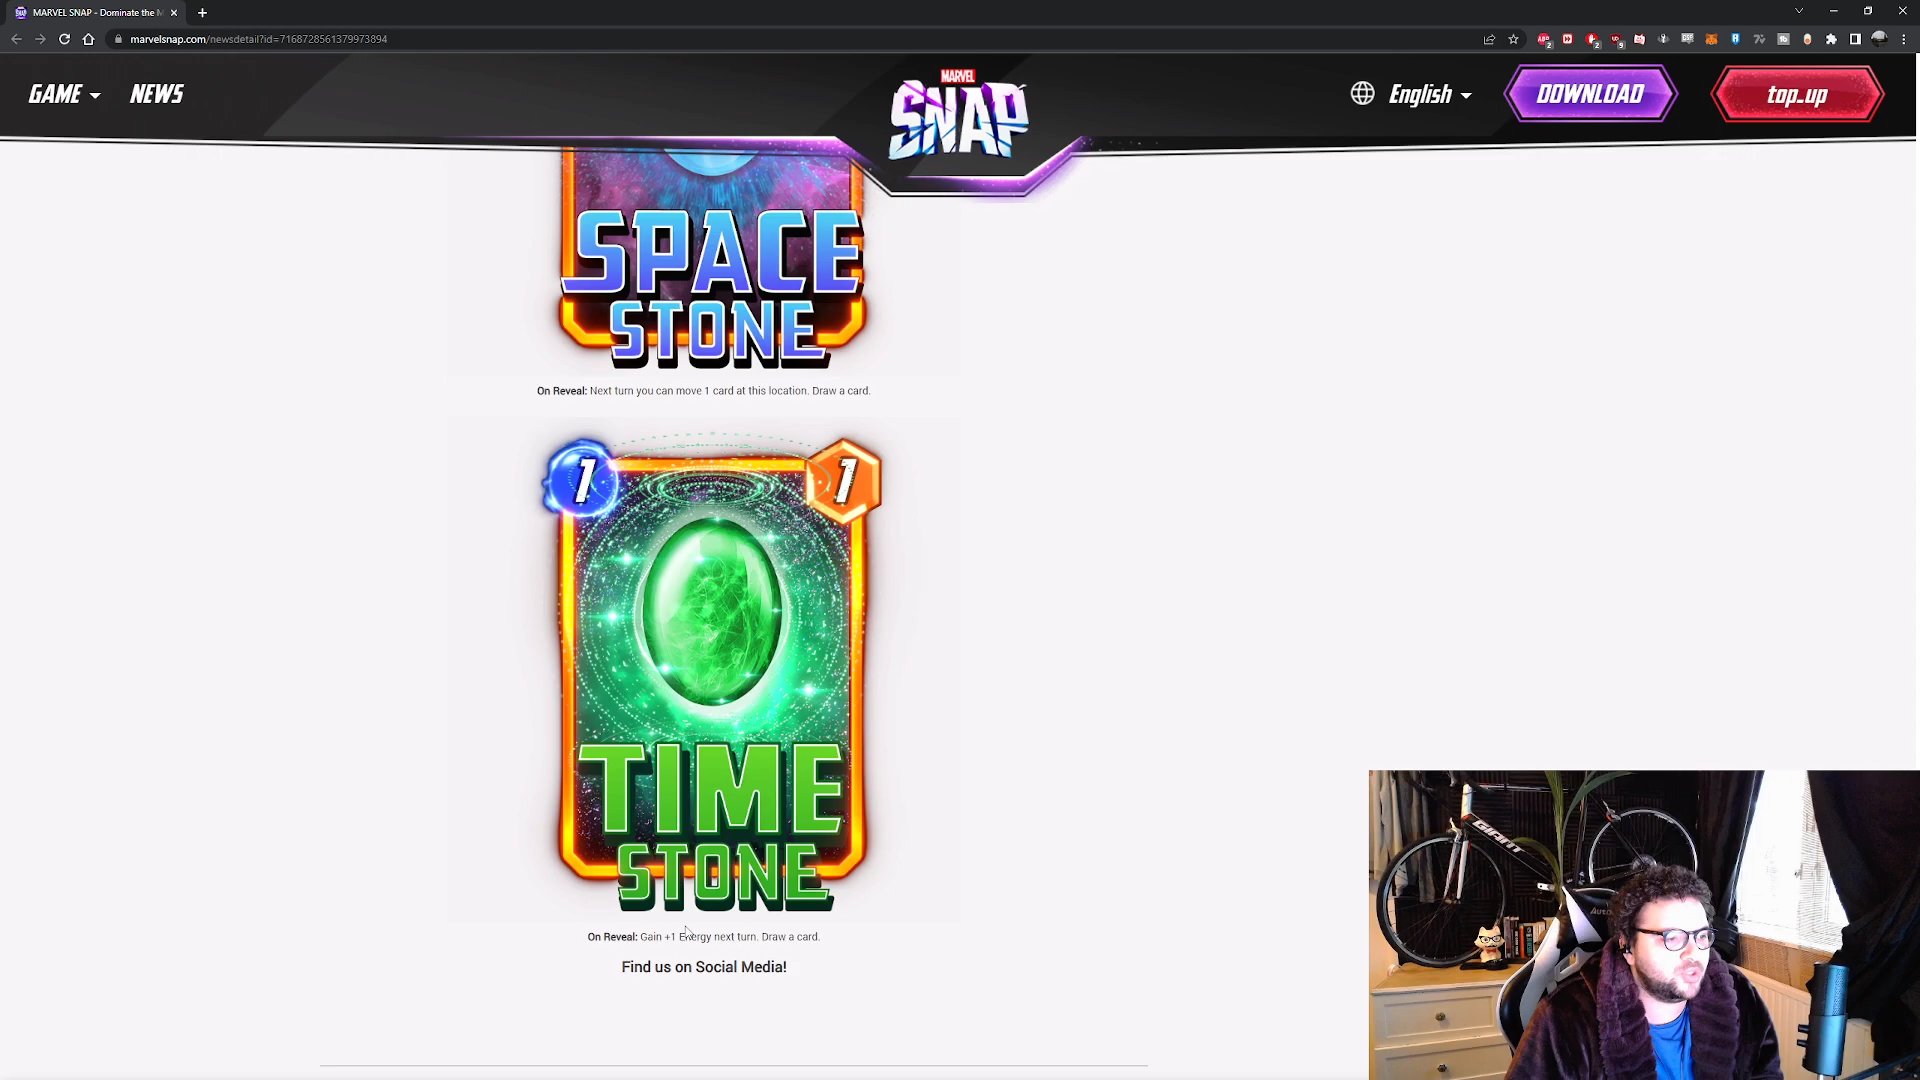 MARVEL SNAP - Dominate the M
marvelsnap.com/newsdetail?id=7168728561379973894
GAME
NEWS
MARVEL
SNAP
English
DOWNLOAD
top_up
SPACE
STONE
On Reveal: Next turn you can move 1 card at this location. Draw a card.
1
1
TIME
STONE
On Reveal: Gain +1 Energy next turn. Draw a card.
Find us on Social Media!
GIANT